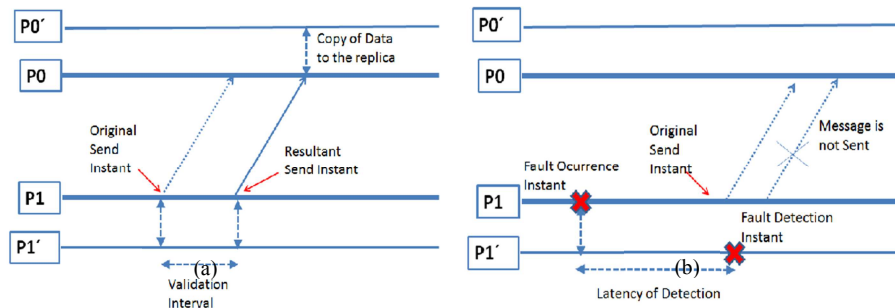 P0´
Copy of Data
to the replica
P0
Original
Send
Instant
Resultant
Send Instant
P1
P1´
(a)
Validation
Interval
P0´
P0
Original
Send
Instant
Message is
not Sent
Fault Ocurrence
Instant
P1
Fault Detection
Instant
P1´
(b)
Latency of Detection